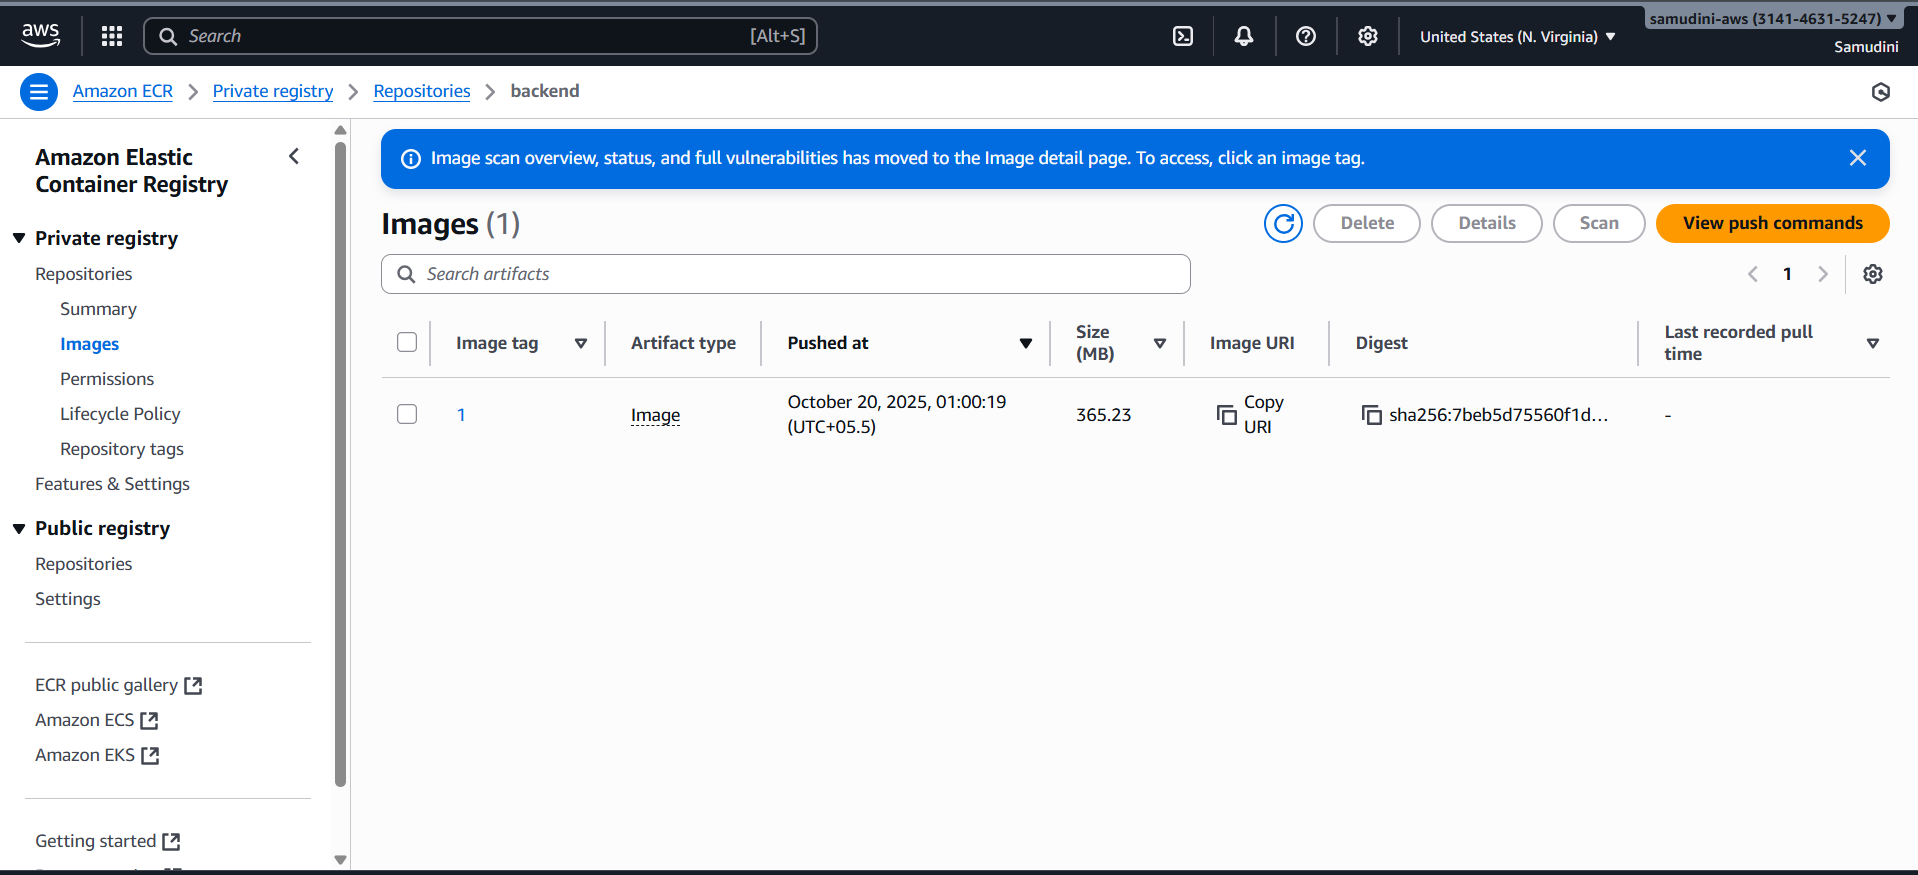 aws
Search
[Alt+S]
United States (N. Virginia)
samudini-aws (3141-4631-5247)
Samudini
Amazon ECR
Private registry
Repositories
backend
Amazon Elastic
Container Registry
Private registry
Repositories
Summary
Images
Permissions
Lifecycle Policy
Repository tags
Features & Settings
Public registry
Repositories
Settings
ECR public gallery
Amazon ECS
Amazon EKS
Getting started
Image scan overview, status, and full vulnerabilities has moved to the Image detail page. To access, click an image tag.
Images (1)
Delete
Details
Scan
View push commands
Search artifacts
1
Image tag
Artifact type
Pushed at
Size
(MB)
Image URI
Digest
Last recorded pull
time
1
Image
October 20, 2025, 01:00:19
(UTC+05.5)
365.23
Copy
URI
sha256:7beb5d75560f1d...
-